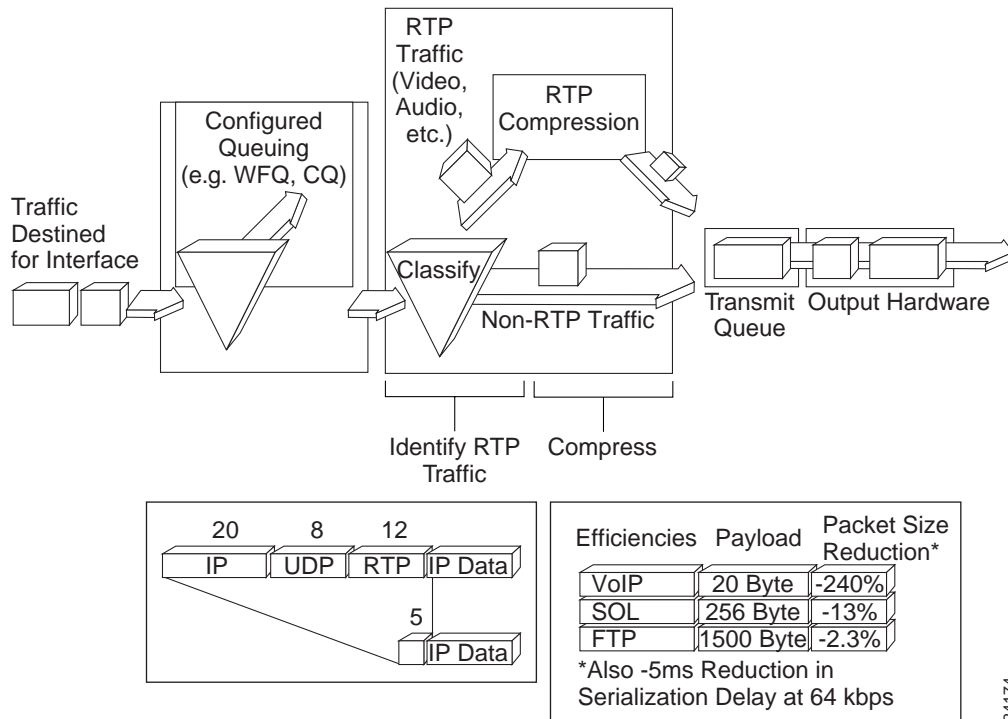 RTP
Traffic
(Video,
Audio,
etc.)
RTP
Compression
Configured
Queuing
(e.g. WFQ, CQ)
Traffic
Destined
for Interface
Classify
Non-RTP Traffic
Transmit
Queue
Output Hardware
Identify RTP
Traffic
Compress
20 8 12
IP UDP RTP IP Data
5
IP Data
Efficiencies Payload Packet Size
Reduction*
VoIP 20 Byte -240%
SOL 256 Byte -13%
FTP 1500 Byte -2.3%
*Also -5ms Reduction in
Serialization Delay at 64 kbps